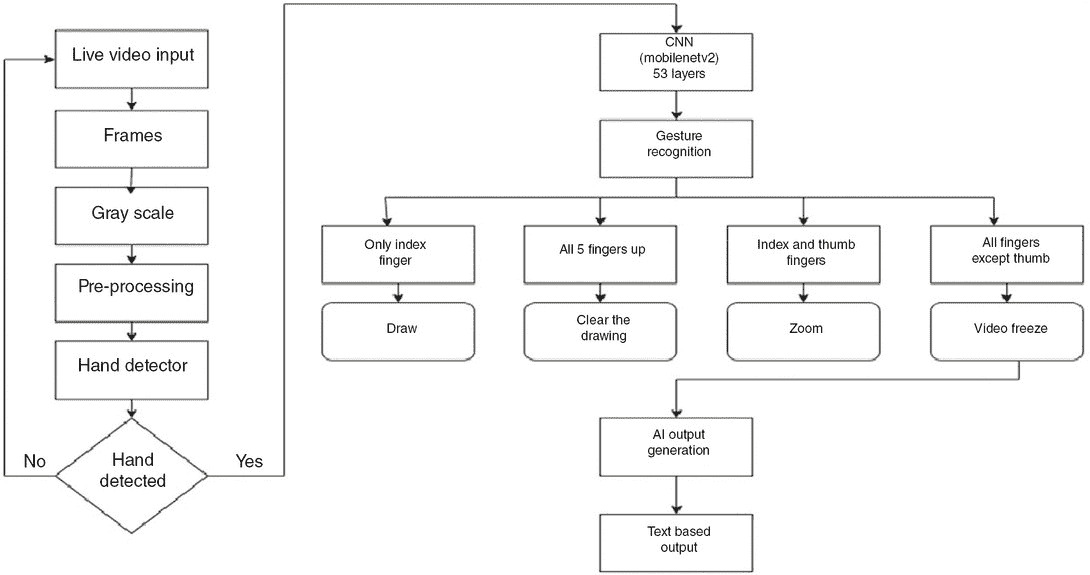 Live video input
Frames
Gray scale
Pre-processing
Hand detector
Hand
detected
No
Yes
CNN
(mobilenetv2)
53 layers
Gesture
recognition
Only index
finger
All 5 fingers up
Index and thumb
fingers
All fingers
except thumb
Draw
Clear the
drawing
Zoom
Video freeze
AI output
generation
Text based
output